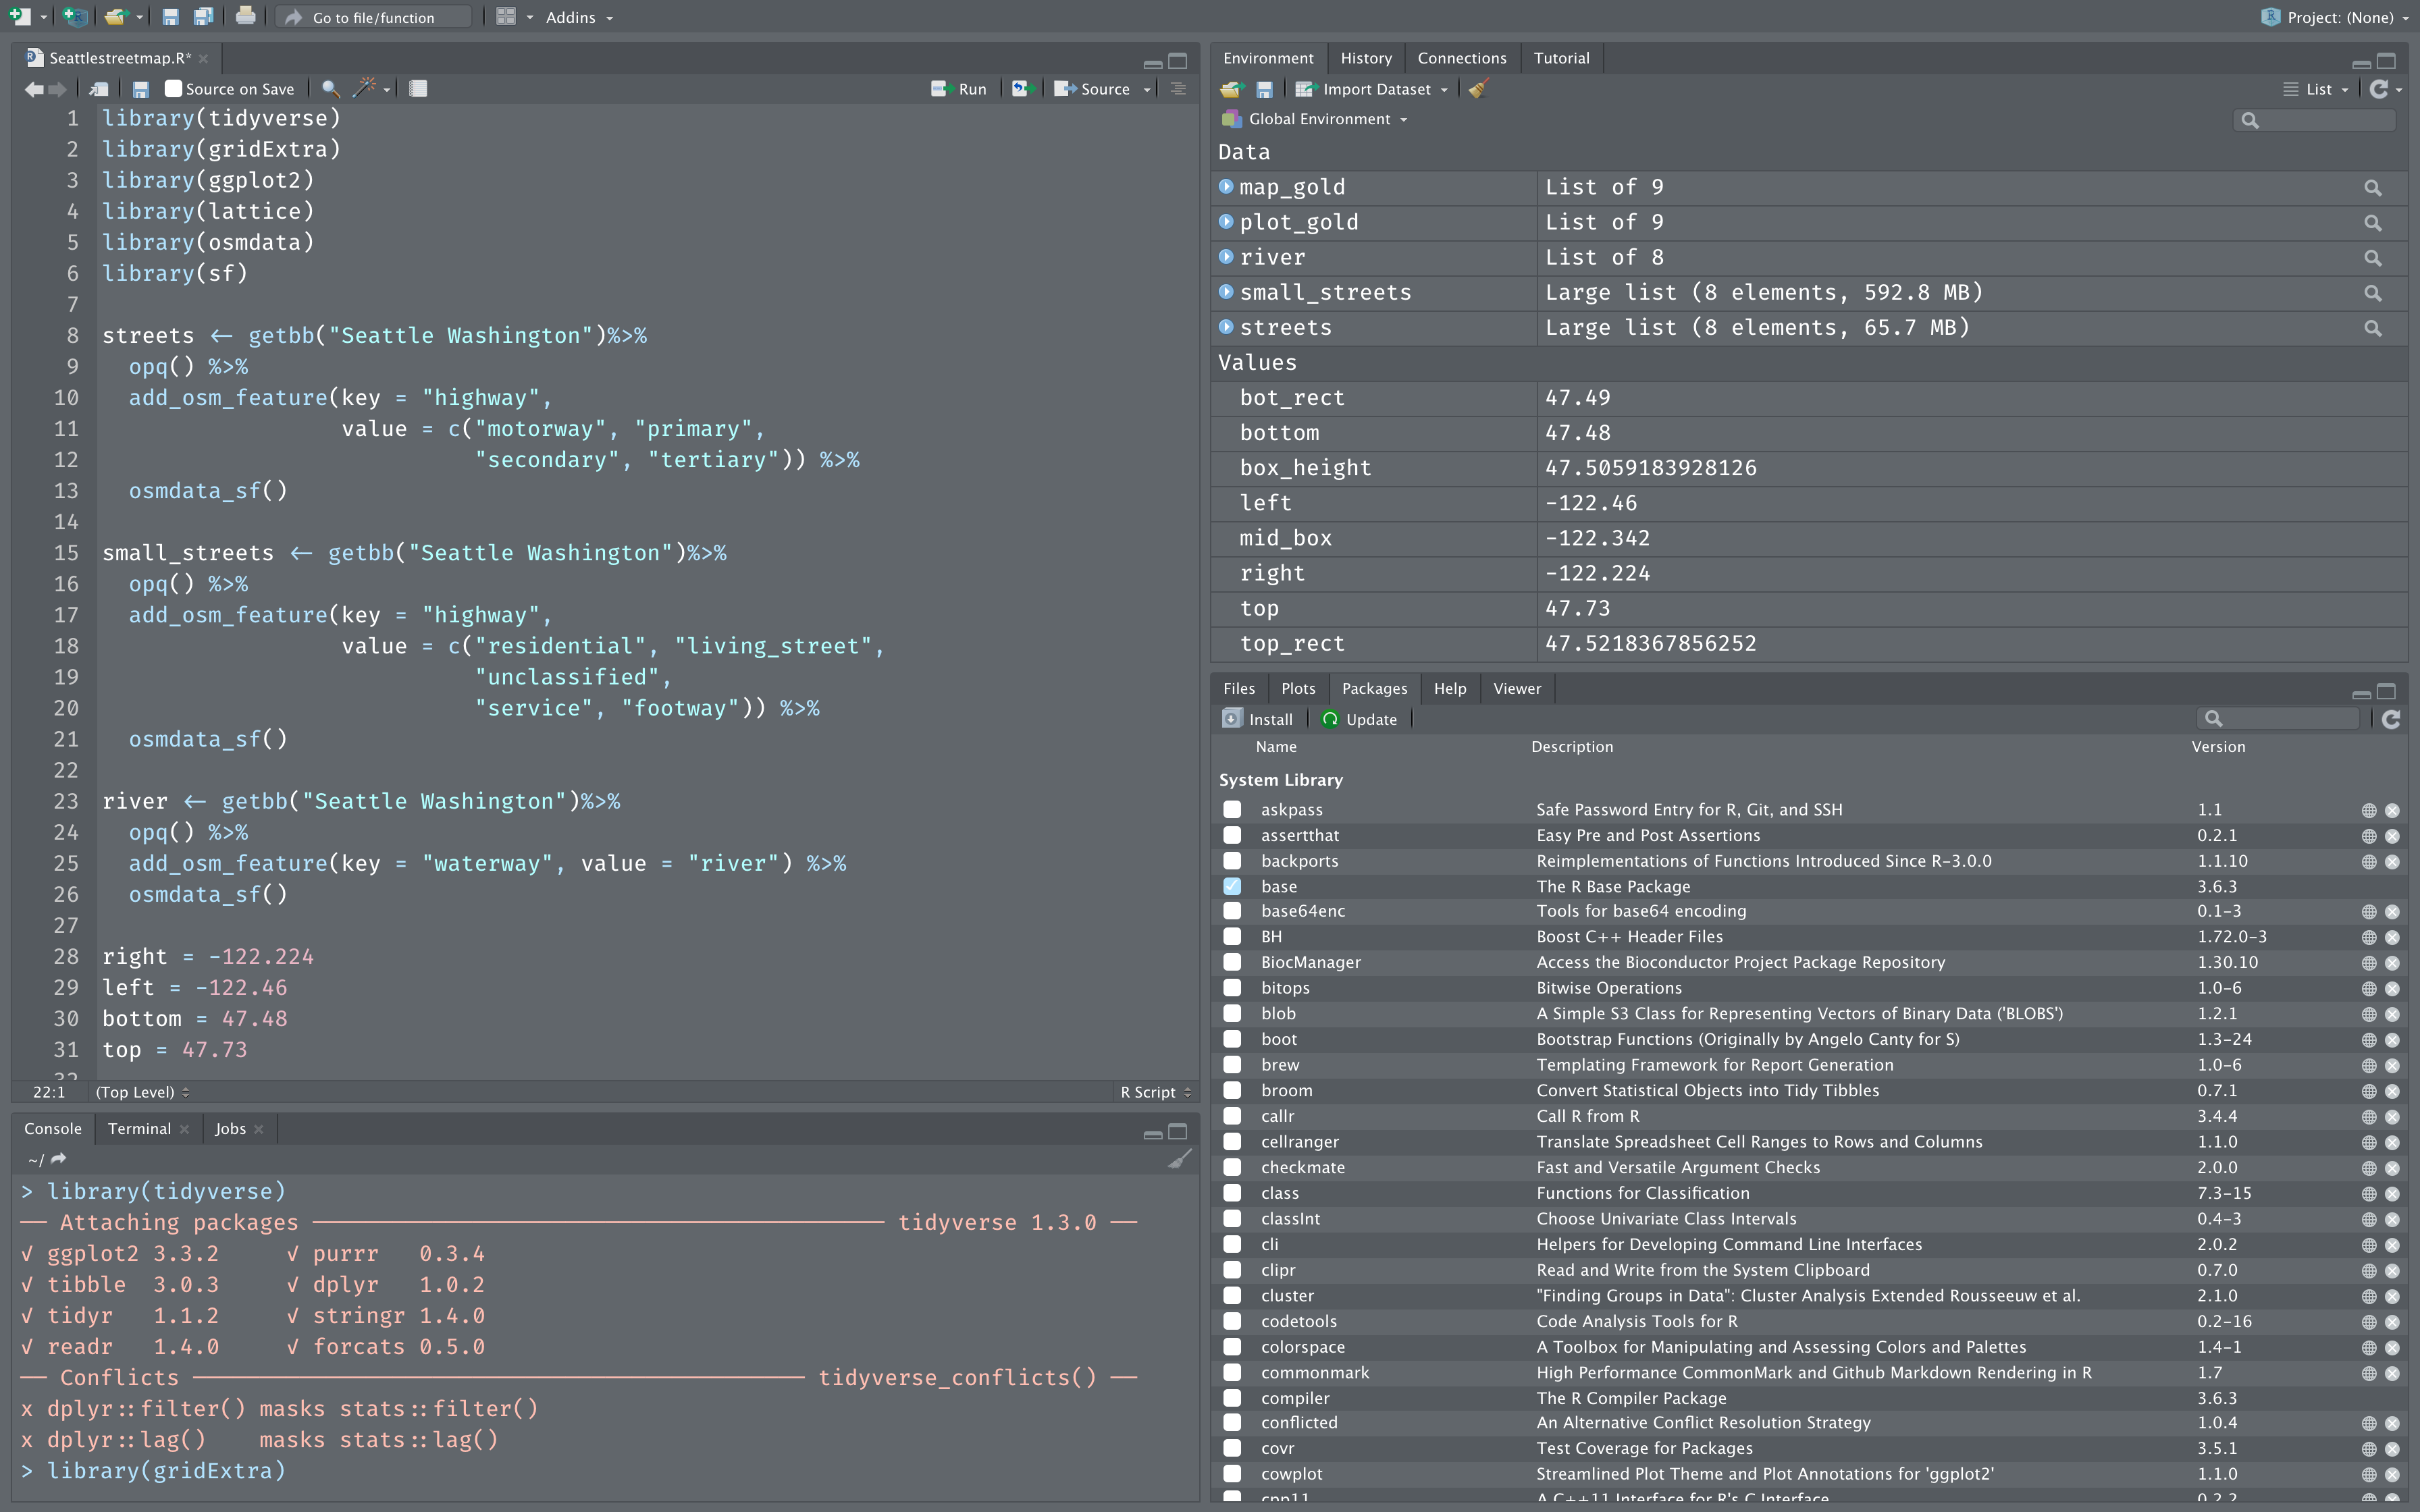 Go to file/function
Addins
Project: (None)
Seattlestreetmap.R*
Source on Save
Run
Source
1 library(tidyverse)
2 library(gridExtra)
3 library(ggplot2)
4 library(lattice)
5 library(osmdata)
6 library(sf)
7
8 streets <- getbb("Seattle Washington")%>%
9 opq() %>%
10 add_osm_feature(key = "highway",
11 value = c("motorway", "primary",
12 "secondary", "tertiary")) %>%
13 osmdata_sf()
14
15 small_streets <- getbb("Seattle Washington")%>%
16 opq() %>%
17 add_osm_feature(key = "highway",
18 value = c("residential", "living_street",
19 "unclassified",
20 "service", "footway")) %>%
21 osmdata_sf()
22
23 river <- getbb("Seattle Washington")%>%
24 opq() %>%
25 add_osm_feature(key = "waterway", value = "river") %>%
26 osmdata_sf()
27
28 right = -122.224
29 left = -122.46
30 bottom = 47.48
31 top = 47.73
32
22:1 (Top Level) R Script
Console Terminal Jobs
~/
> library(tidyverse)
── Attaching packages ── tidyverse 1.3.0 ──
√ ggplot2 3.3.2 √ purrr 0.3.4
√ tibble 3.0.3 √ dplyr 1.0.2
√ tidyr 1.1.2 √ stringr 1.4.0
√ readr 1.4.0 √ forcats 0.5.0
── Conflicts ── tidyverse_conflicts() ──
x dplyr::filter() masks stats::filter()
x dplyr::lag() masks stats::lag()
> library(gridExtra)
Environment History Connections Tutorial
Import Dataset List
Global Environment
Data
map_gold List of 9
plot_gold List of 9
river List of 8
small_streets Large list (8 elements, 592.8 MB)
streets Large list (8 elements, 65.7 MB)
Values
bot_rect 47.49
bottom 47.48
box_height 47.5059183928126
left -122.46
mid_box -122.342
right -122.224
top 47.73
top_rect 47.5218367856252
Files Plots Packages Help Viewer
Install Update
Name Description Version
System Library
askpass Safe Password Entry for R, Git, and SSH 1.1
assertthat Easy Pre and Post Assertions 0.2.1
backports Reimplementations of Functions Introduced Since R-3.0.0 1.1.10
base The R Base Package 3.6.3
base64enc Tools for base64 encoding 0.1-3
BH Boost C++ Header Files 1.72.0-3
BiocManager Access the Bioconductor Project Package Repository 1.30.10
bitops Bitwise Operations 1.0-6
blob A Simple S3 Class for Representing Vectors of Binary Data ('BLOBS') 1.2.1
boot Bootstrap Functions (Originally by Angelo Canty for S) 1.3-24
brew Templating Framework for Report Generation 1.0-6
broom Convert Statistical Objects into Tidy Tibbles 0.7.1
callr Call R from R 3.4.4
cellranger Translate Spreadsheet Cell Ranges to Rows and Columns 1.1.0
checkmate Fast and Versatile Argument Checks 2.0.0
class Functions for Classification 7.3-15
classInt Choose Univariate Class Intervals 0.4-3
cli Helpers for Developing Command Line Interfaces 2.0.2
clipr Read and Write from the System Clipboard 0.7.0
cluster "Finding Groups in Data": Cluster Analysis Extended Rousseeuw et al. 2.1.0
codetools Code Analysis Tools for R 0.2-16
colorspace A Toolbox for Manipulating and Assessing Colors and Palettes 1.4-1
commonmark High Performance CommonMark and Github Markdown Rendering in R 1.7
compiler The R Compiler Package 3.6.3
conflicted An Alternative Conflict Resolution Strategy 1.0.4
covr Test Coverage for Packages 3.5.1
cowplot Streamlined Plot Theme and Plot Annotations for 'ggplot2' 1.1.0
cpp11 A C++11 Interface for R's C Interface 0.2.2